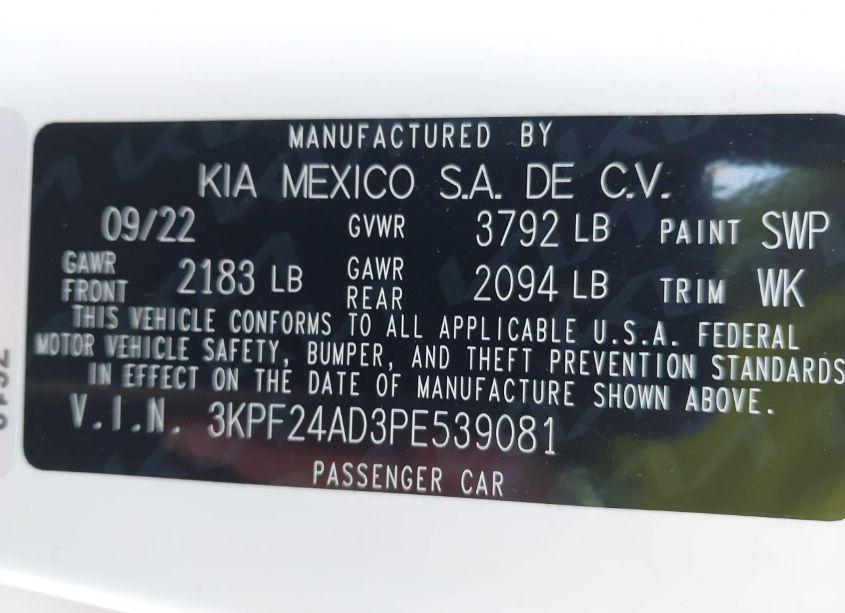 MANUFACTURED BY
KIA MEXICO S.A. DE C.V.
09/22 GVWR 3792 LB PAINT SWP
GAWR FRONT 2183 LB GAWR REAR 2094 LB TRIM WK
THIS VEHICLE CONFORMS TO ALL APPLICABLE U.S.A. FEDERAL
MOTOR VEHICLE SAFETY, BUMPER, AND THEFT PREVENTION STANDARDS
IN EFFECT ON THE DATE OF MANUFACTURE SHOWN ABOVE.
V.I.N. 3KPF24AD3PE539081
PASSENGER CAR